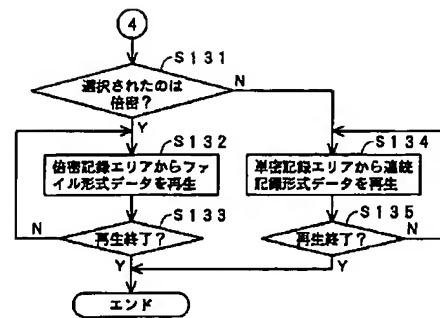 4
S131
選択されたのは
倍密？
N
Y
S132
S134
倍密記録エリアからファ
イル形式データを再生
単密記録エリアから連続
記録形式データを再生
S133
S135
N
再生終了？
再生終了？
N
Y
Y
エンド